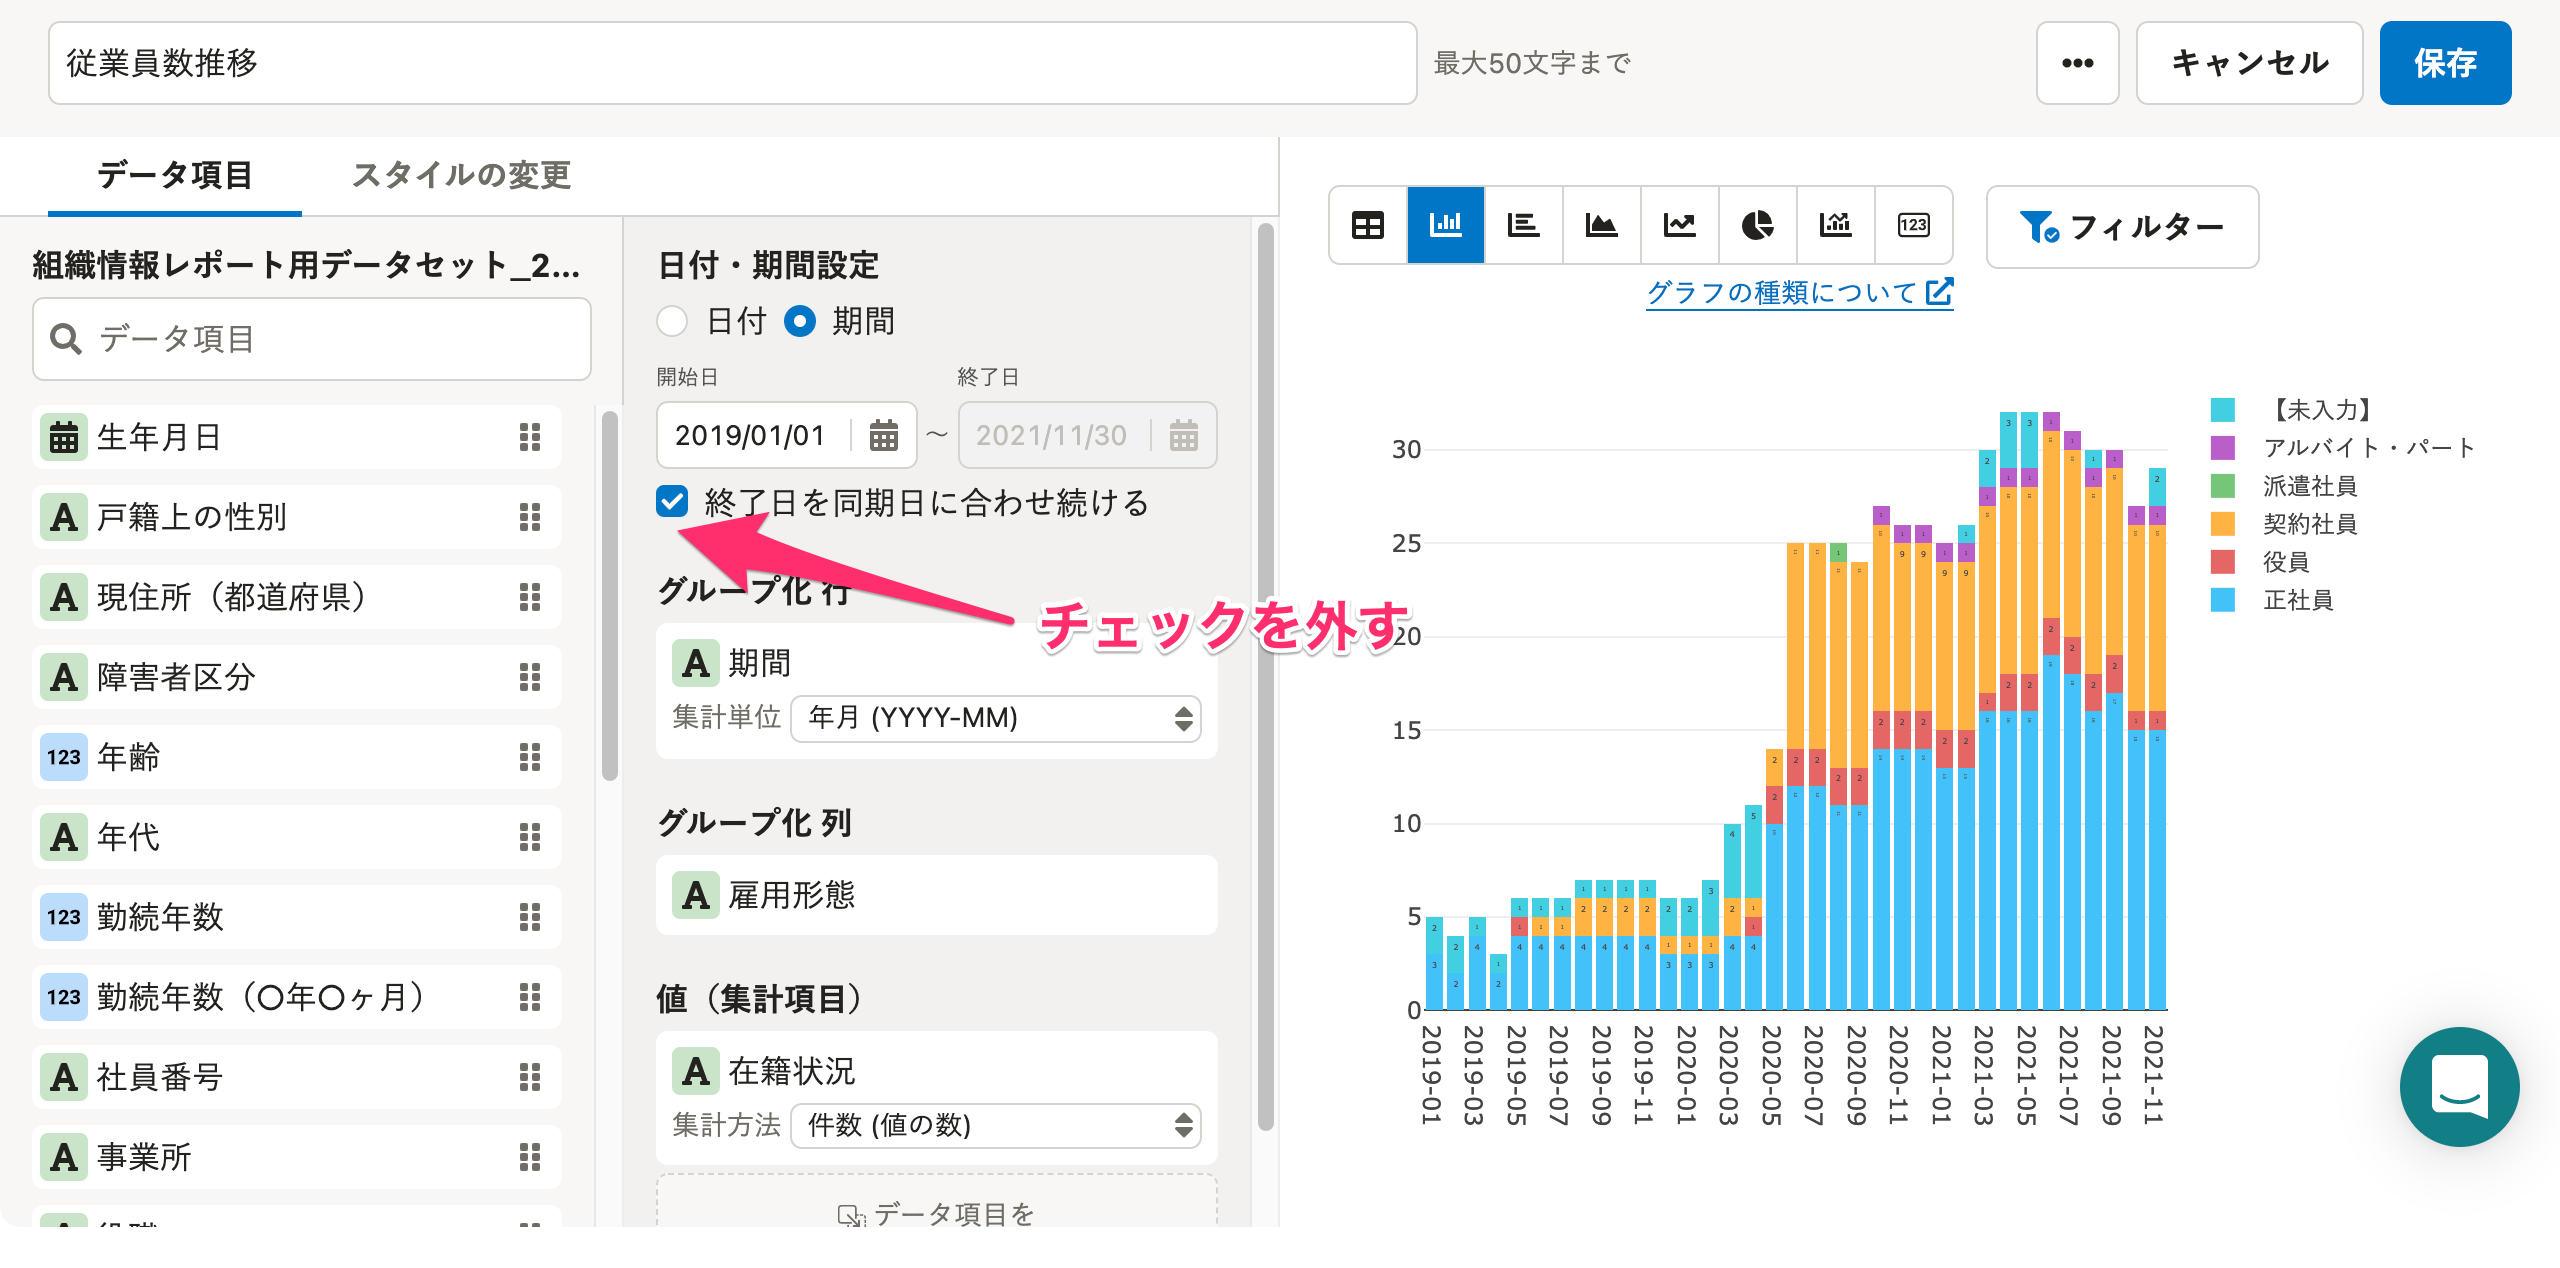 従業員数推移
最大50文字まで
キャンセル
保存
データ項目
スタイルの変更
組織情報レポート用データセット_2...
データ項目
生年月日
A 戸籍上の性別
A 現住所（都道府県）
A 障害者区分
123 年齢
A 年代
123 勤続年数
123 勤続年数（〇年〇ヶ月）
A 社員番号
A 事業所
日付・期間設定
日付
期間
開始日
終了日
2019/01/01
～
2021/11/30
終了日を同期日に合わせ続ける
チェックを外す
グループ化 行
A 期間
集計単位 年月 (YYYY-MM)
グループ化 列
A 雇用形態
値（集計項目）
A 在籍状況
集計方法 件数 (値の数)
データ項目を
123
フィルター
グラフの種類について
30
25
20
15
10
5
0
2019-01
2019-03
2019-05
2019-07
2019-09
2019-11
2020-01
2020-03
2020-05
2020-07
2020-09
2020-11
2021-01
2021-03
2021-05
2021-07
2021-09
2021-11
【未入力】
アルバイト・パート
派遣社員
契約社員
役員
正社員